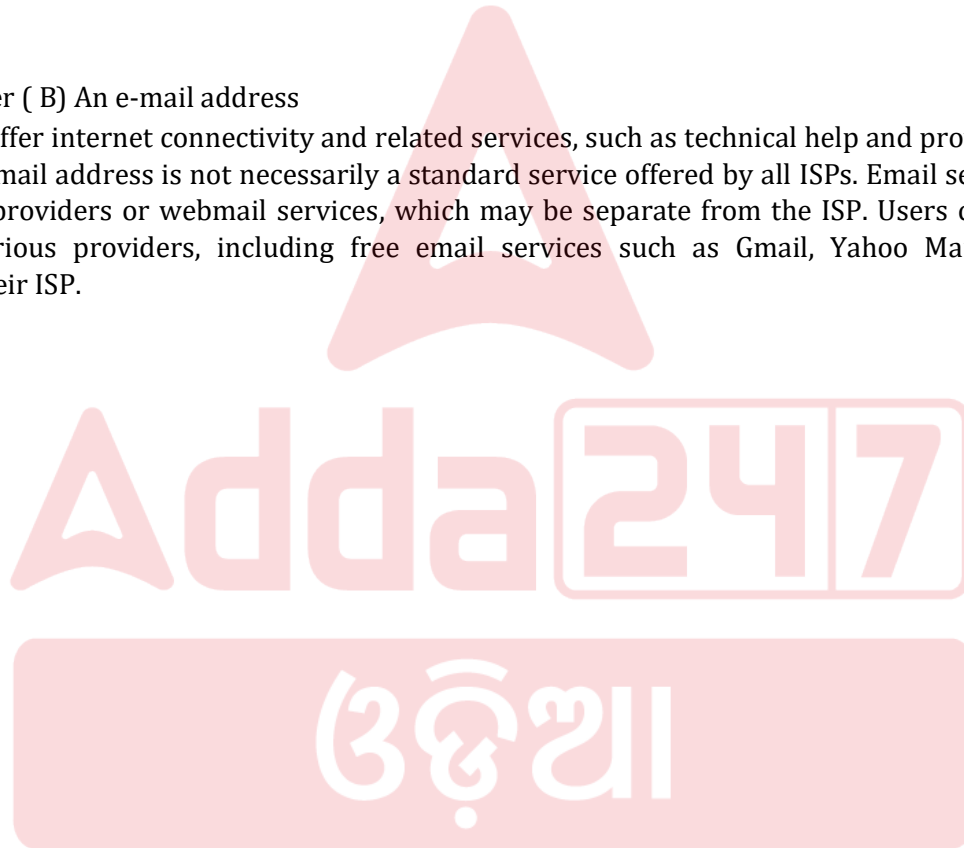 er ( B) An e-mail address
ffer internet connectivity and related services, such as technical help and pro
mail address is not necessarily a standard service offered by all ISPs. Email se
providers or webmail services, which may be separate from the ISP. Users
rious providers, including free email services such as Gmail, Yahoo Ma
eir ISP.
Adda247
ଓଡ଼ିଆ